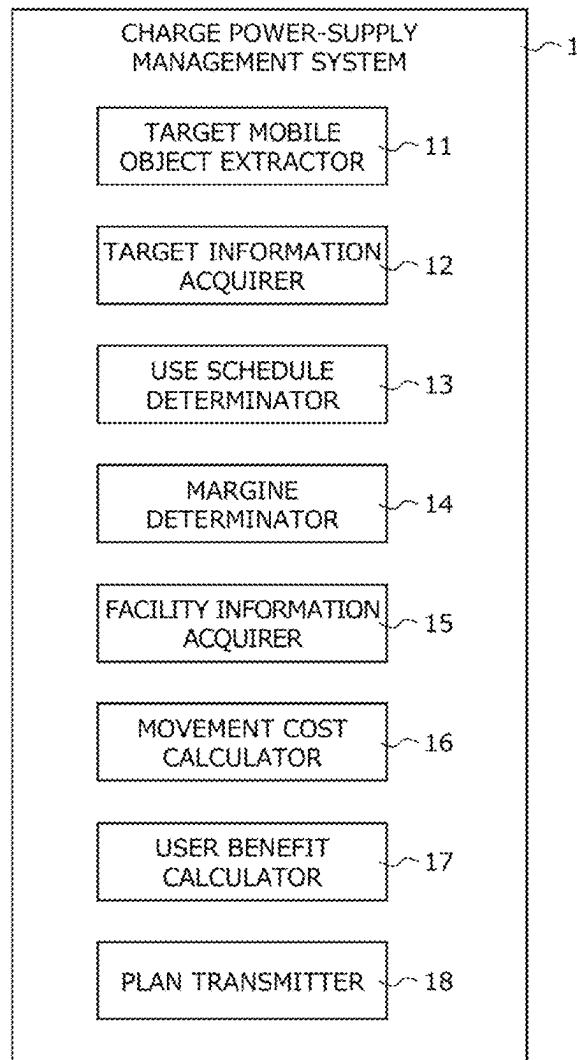 CHARGE POWER-SUPPLY
MANAGEMENT SYSTEM
1
TARGET MOBILE
OBJECT EXTRACTOR
11
TARGET INFORMATION
ACQUIRER
12
USE SCHEDULE
DETERMINATOR
13
MARGINE
DETERMINATOR
14
FACILITY INFORMATION
ACQUIRER
15
MOVEMENT COST
CALCULATOR
16
USER BENEFIT
CALCULATOR
17
PLAN TRANSMITTER
18